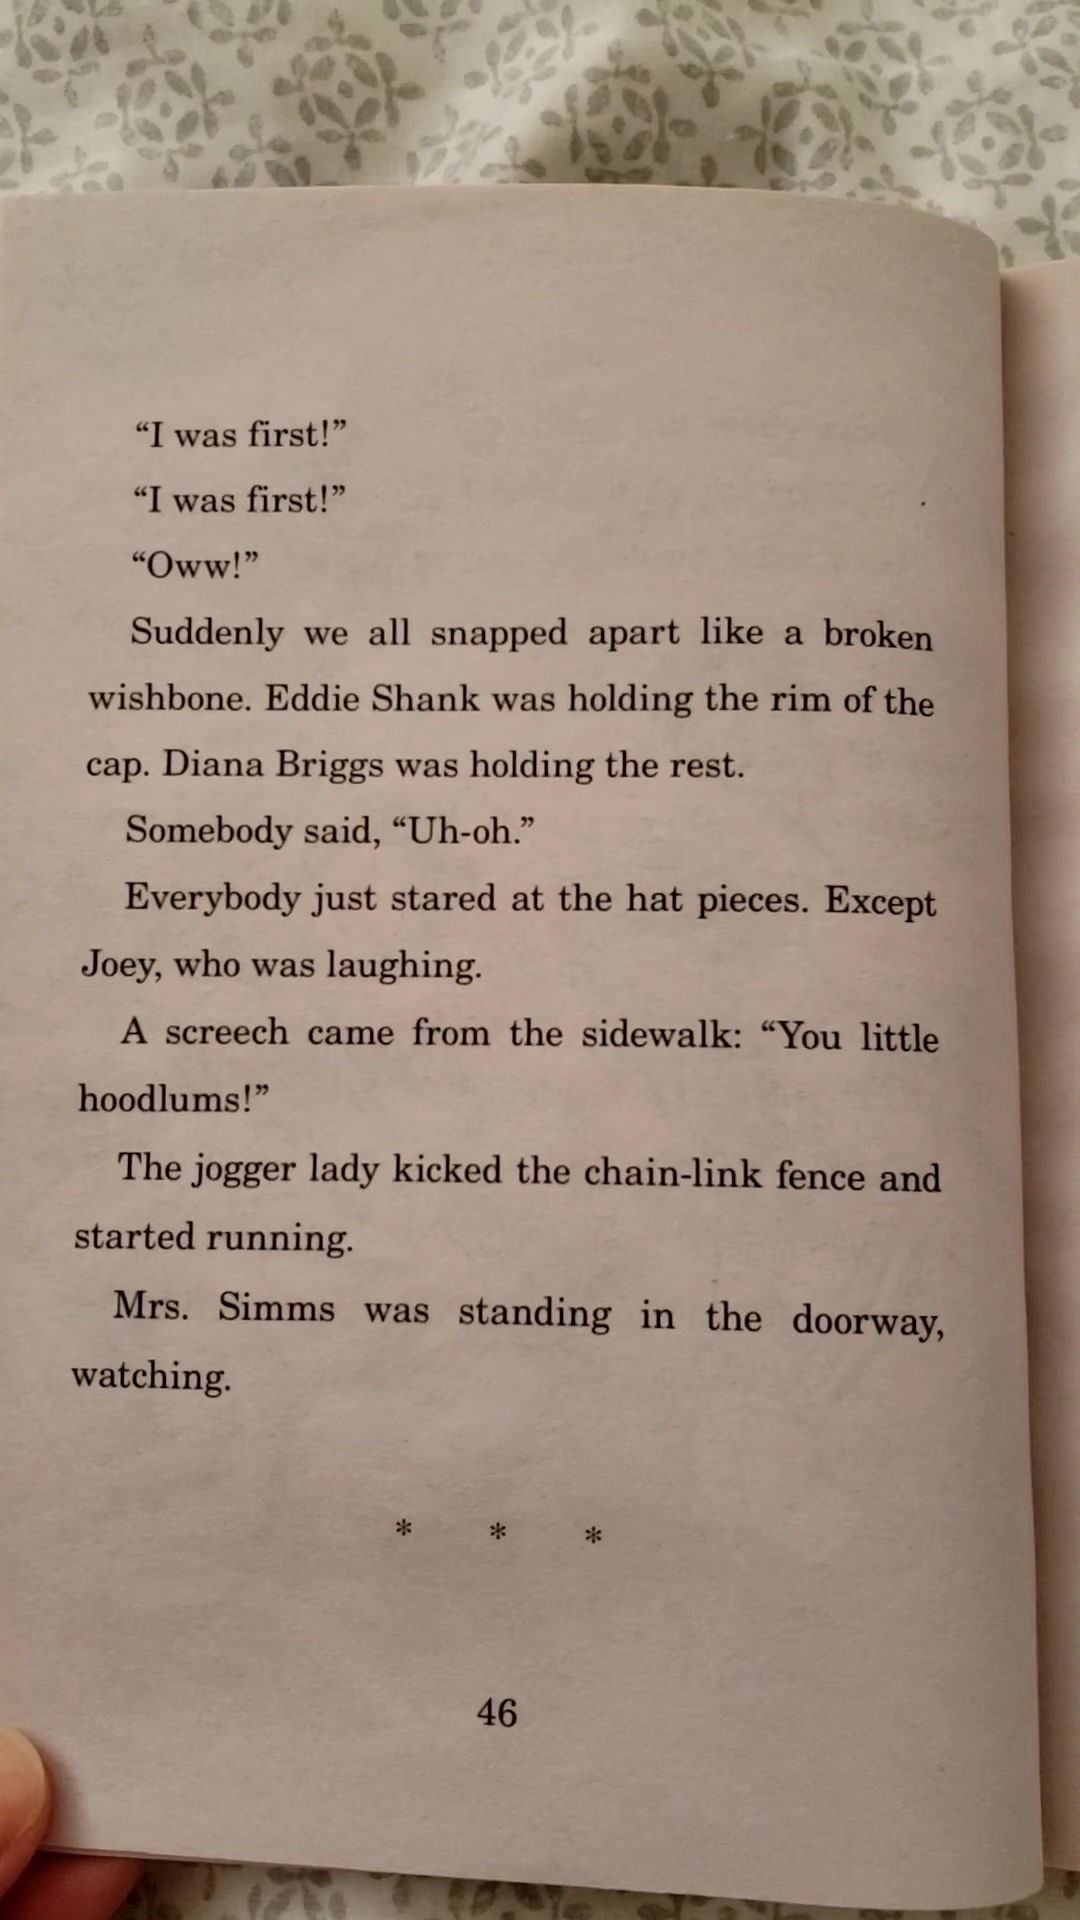 “I was first!”
“I was first!”
“Oww!”
Suddenly we all snapped apart like a broken
wishbone. Eddie Shank was holding the rim of the
cap. Diana Briggs was holding the rest.
Somebody said, “Uh-oh.”
Everybody just stared at the hat pieces. Except
Joey, who was laughing.
A screech came from the sidewalk: “You little
hoodlums!”
The jogger lady kicked the chain-link fence and
started running.
Mrs. Simms was standing in the doorway,
watching.
* * *
46